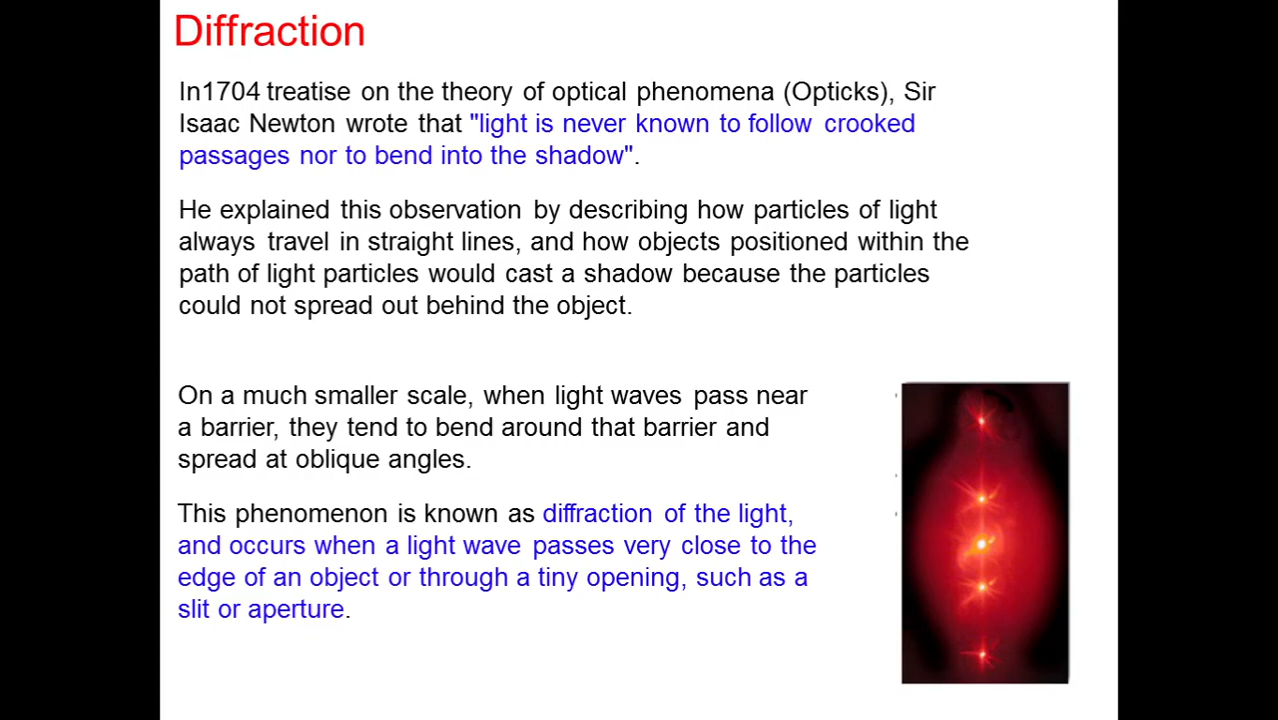 Diffraction
In1704 treatise on the theory of optical phenomena (Opticks), Sir
Isaac Newton wrote that "light is never known to follow crooked
passages nor to bend into the shadow".
He explained this observation by describing how particles of light
always travel in straight lines, and how objects positioned within the
path of light particles would cast a shadow because the particles
could not spread out behind the object.
On a much smaller scale, when light waves pass near
a barrier, they tend to bend around that barrier and
spread at oblique angles.
This phenomenon is known as diffraction of the light,
and occurs when a light wave passes very close to the
edge of an object or through a tiny opening, such as a
slit or aperture.